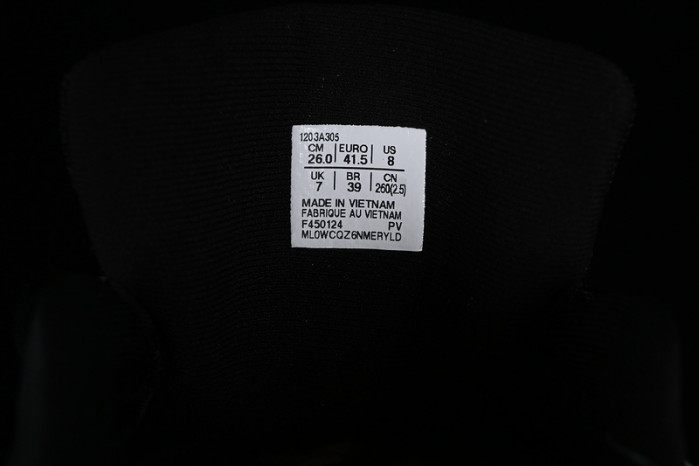 1203A305
CM EURO US
26.0 41.5 8
UK BR CN
7 39 260(2.5)
MADE IN VIETNAM
FABRIQUE AU VIETNAM
F450124 PV
ML0WCQZ6NMERYLD